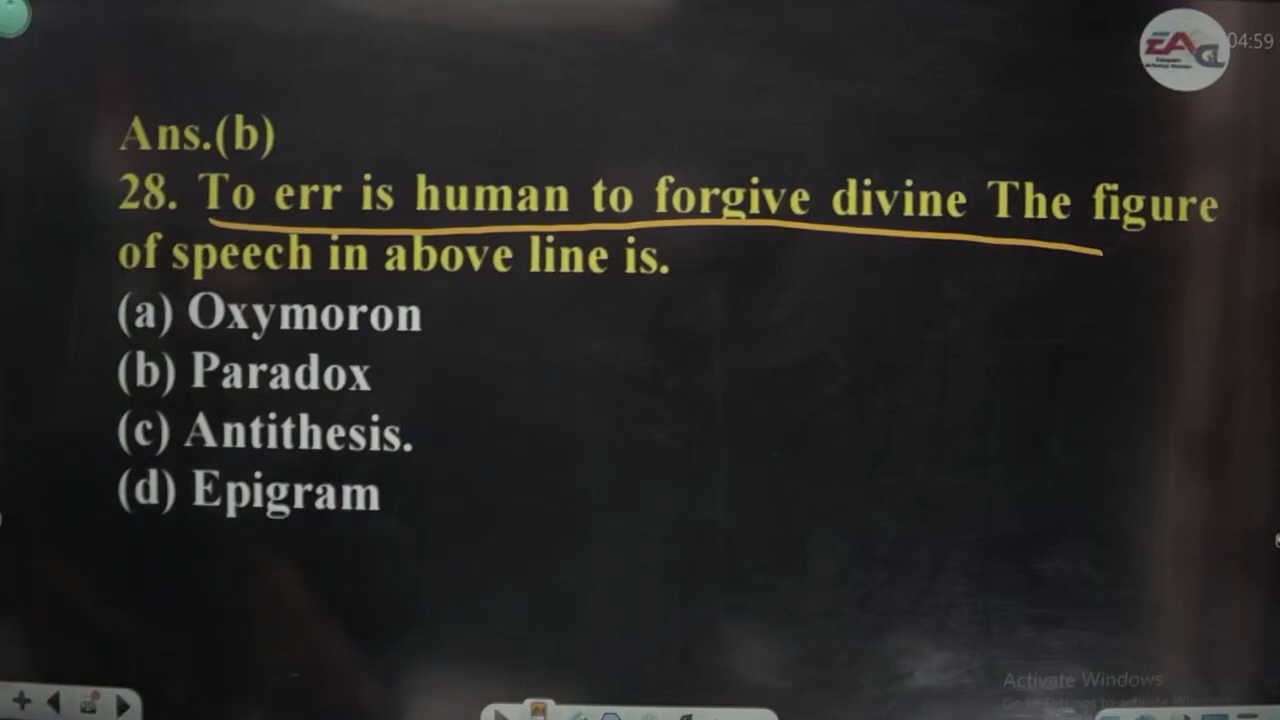 EAG
04:59
Ans.(b)
28. To err is human to forgive divine The figure
of speech in above line is.
(a) Oxymoron
(b) Paradox
(c) Antithesis.
(d) Epigram
Activate Windows